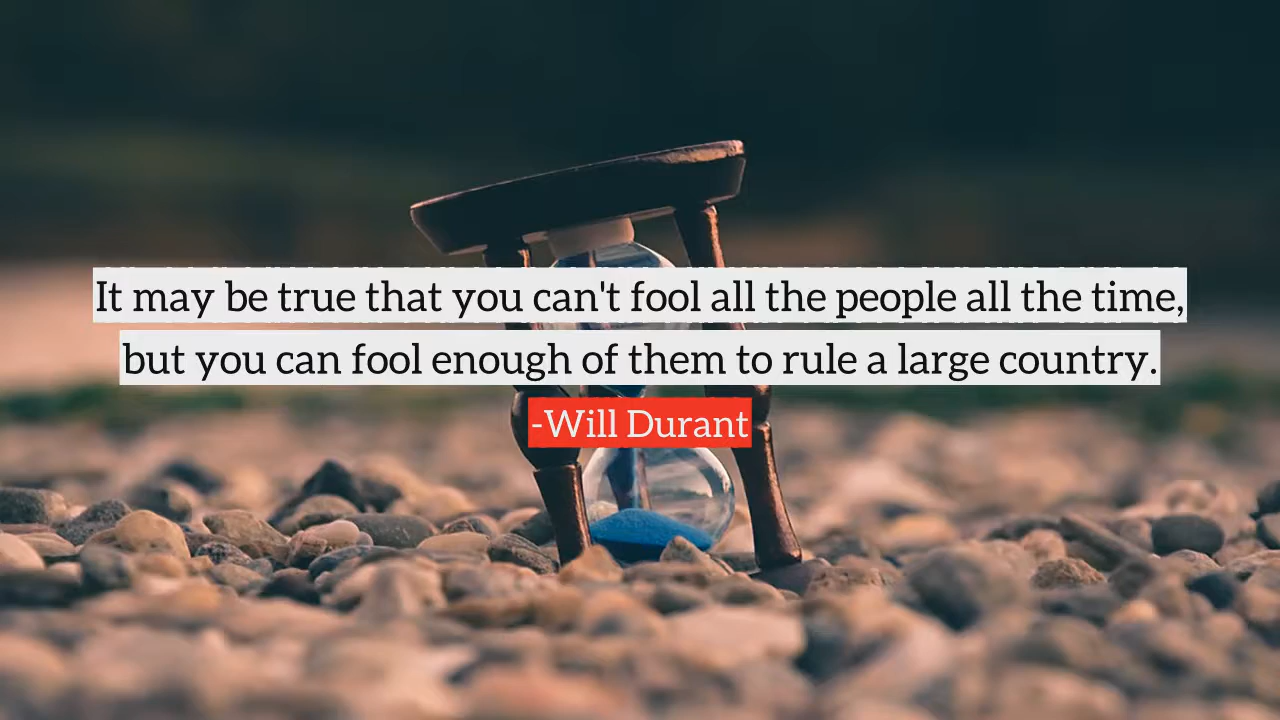 It may be true that you can't fool all the people all the time,
but you can fool enough of them to rule a large country.
-Will Durant